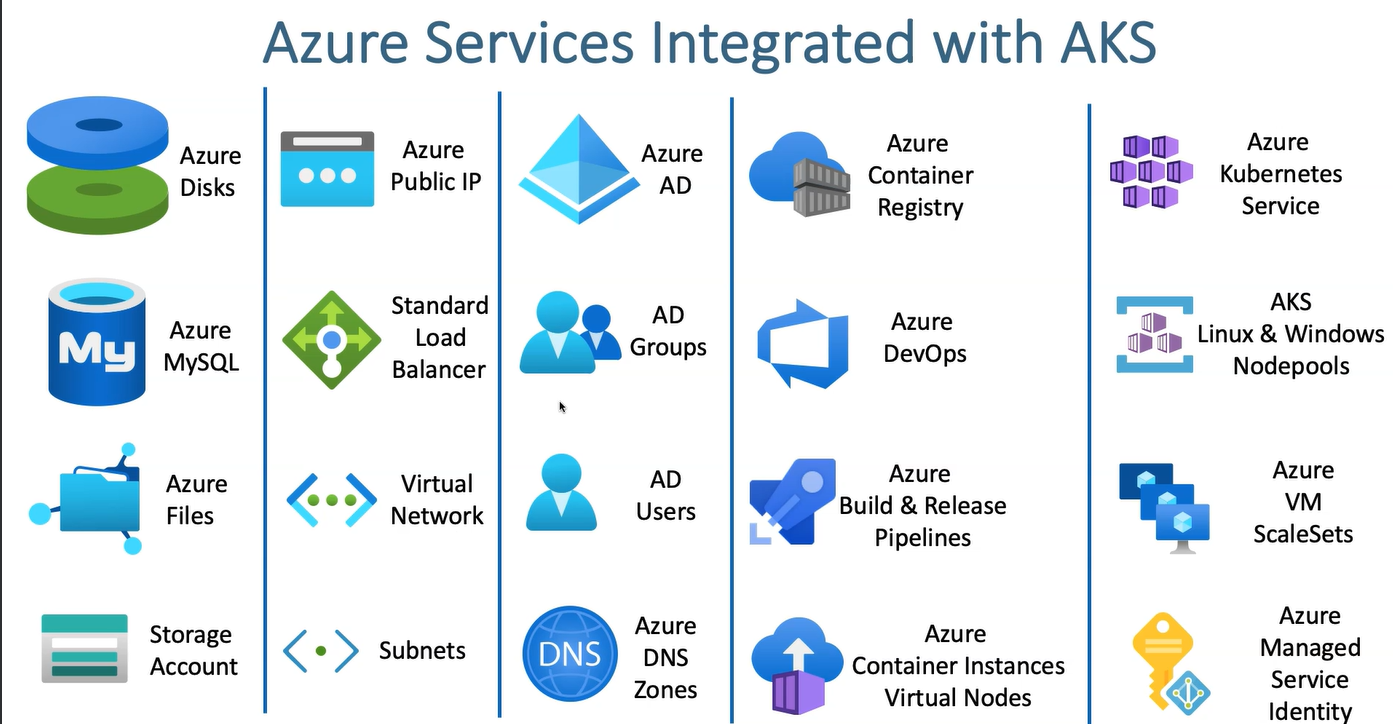 Azure Services Integrated with AKS
Azure
Disks
Azure
MySQL
Azure
Files
Storage
Account
Azure
Public IP
Standard
Load
Balancer
Virtual
Network
Subnets
Azure
AD
AD
Groups
AD
Users
Azure
DNS
Zones
Azure
Container
Registry
Azure
DevOps
Azure
Build & Release
Pipelines
Azure
Container Instances
Virtual Nodes
Azure
Kubernetes
Service
AKS
Linux & Windows
Nodepools
Azure
VM
ScaleSets
Azure
Managed
Service
Identity
My
DNS